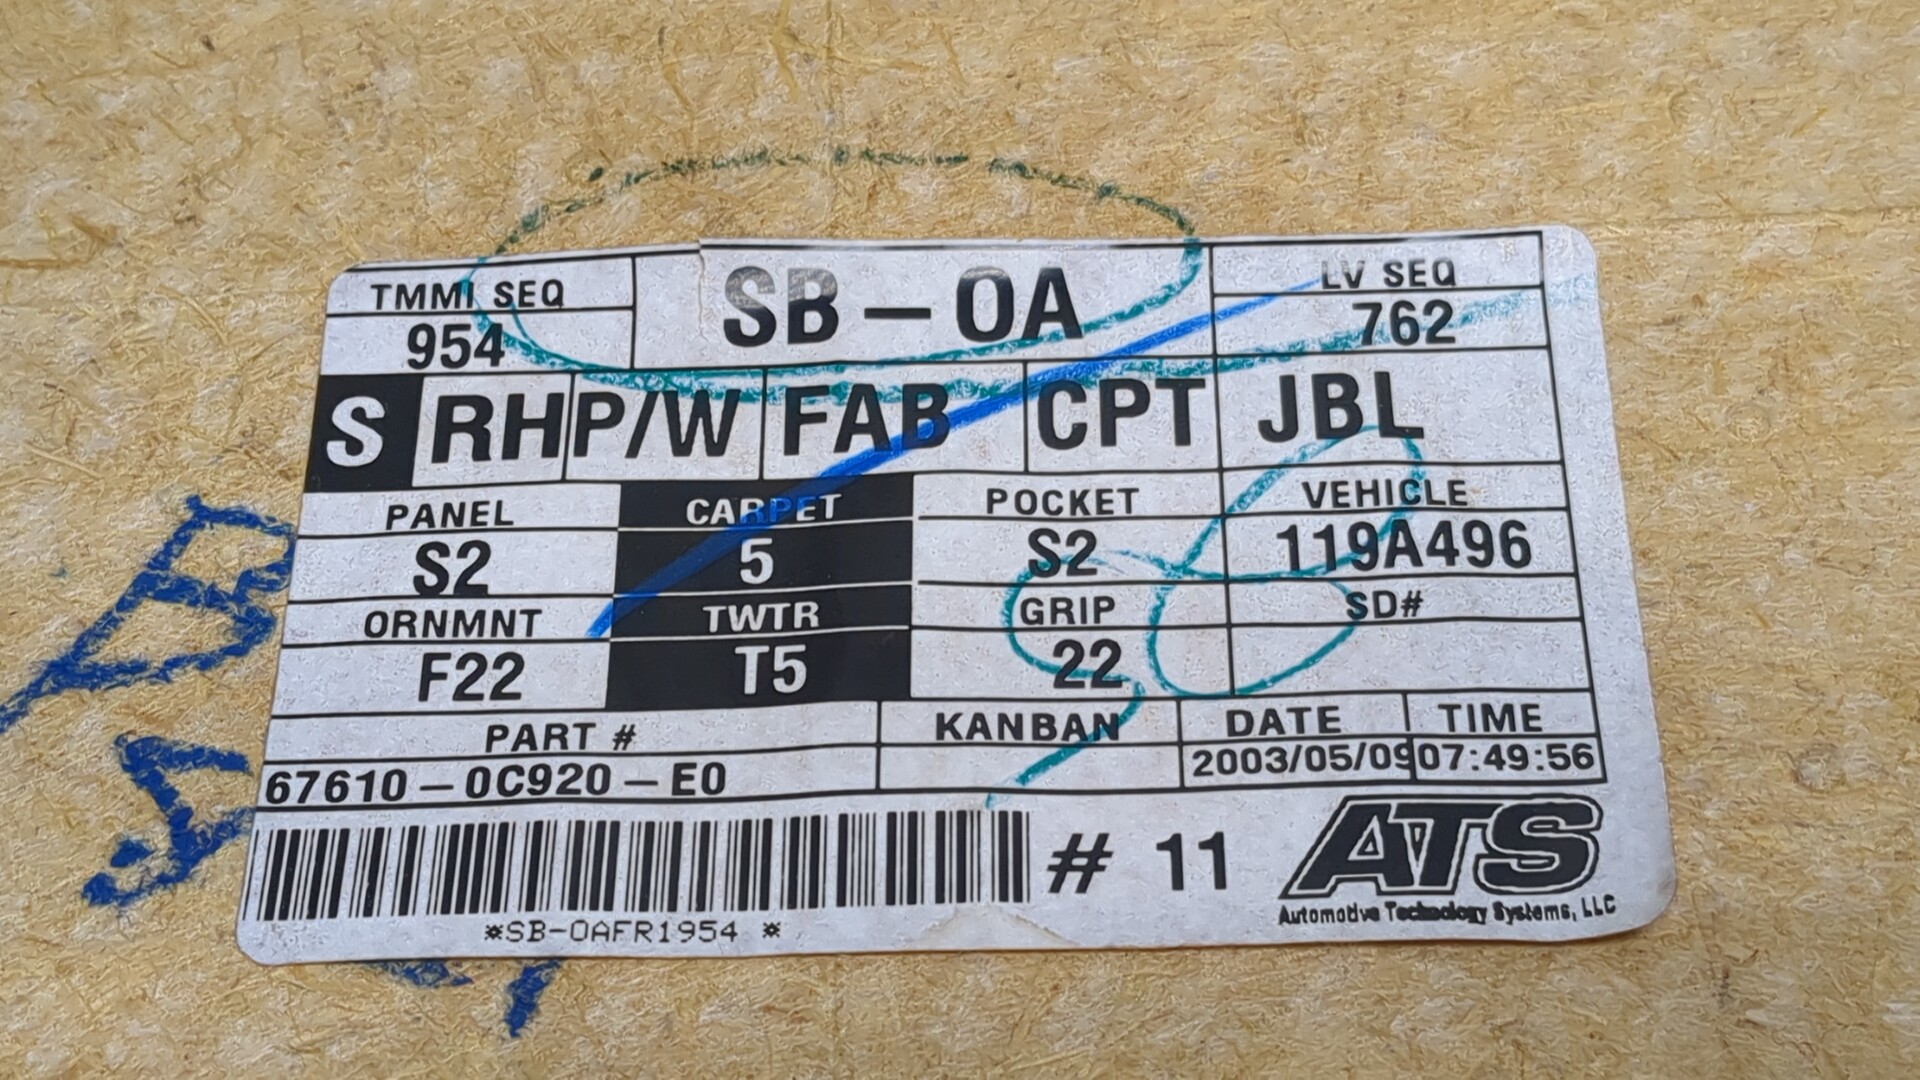 TMMI SEQ SB-OA LV SEQ
954 762
S RH P/W FAB CPT JBL
PANEL CARPET POCKET VEHICLE
S2 5 S2 119A496
ORNMNT TWTR GRIP SD#
F22 T5 22
PART # KANBAN DATE TIME
67610-0C920-E0 2003/05/09 07:49:56
# 11 ATS
Automotive Technology Systems, LLC
*SB-OAFR1954 *